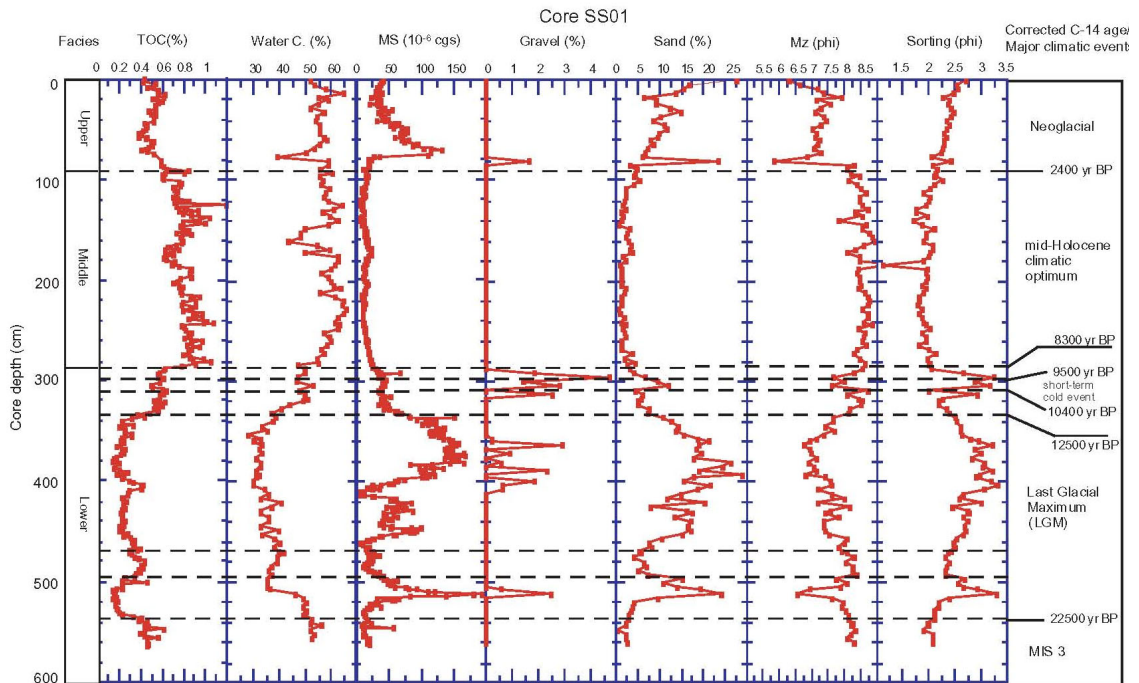 Core SS01
Facies TOC(%) Water C. (%) MS (10-6 cgs) Gravel (%) Sand (%) Mz (phi) Sorting (phi) Corrected C-14 age/
Major climatic events
0 0.2 0.4 0.6 0.8 1 30 40 50 60 0 50 100 150 0 1 2 3 4 0 5 10 15 20 25 5.5 6.5 7.5 8.5 1 1.5 2 2.5 3 3.5
0
Upper
Neoglacial
2400 yr BP
100
Middle
mid-Holocene
climatic
optimum
200
8300 yr BP
9500 yr BP
300
short-term
cold event
10400 yr BP
12500 yr BP
Core depth (cm)
400
Lower
Last Glacial
Maximum
(LGM)
500
22500 yr BP
MIS 3
600